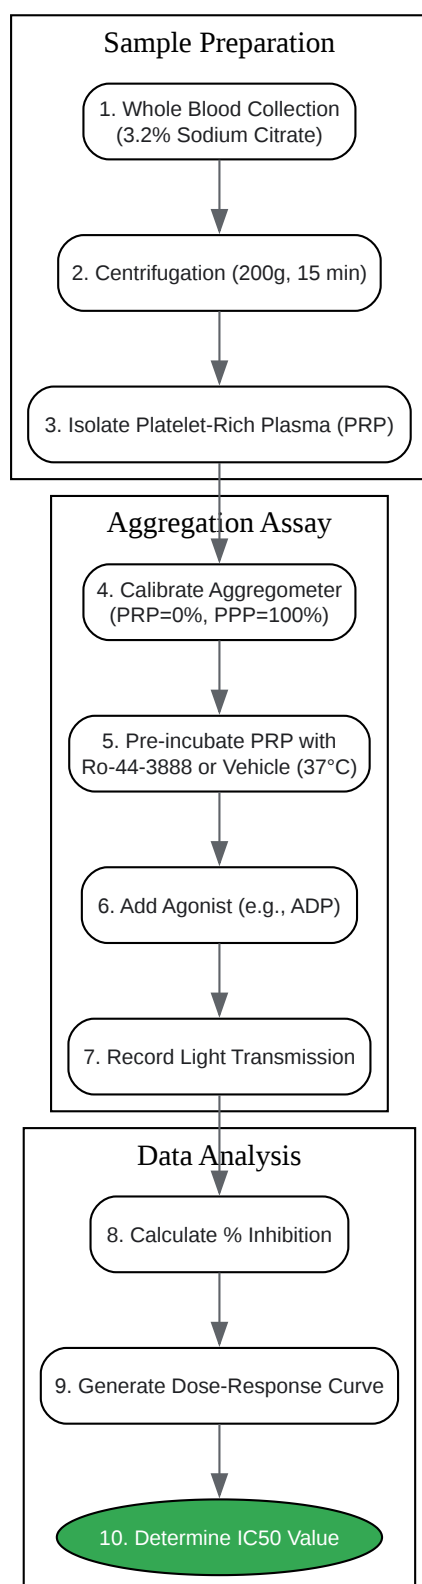 Sample Preparation
1. Whole Blood Collection
(3.2% Sodium Citrate)
2. Centrifugation (200g, 15 min)
3. Isolate Platelet-Rich Plasma (PRP)
Aggregation Assay
4. Calibrate Aggregometer
(PRP=0%, PPP=100%)
5. Pre-incubate PRP with
Ro-44-3888 or Vehicle (37°C)
6. Add Agonist (e.g., ADP)
7. Record Light Transmission
Data Analysis
8. Calculate % Inhibition
9. Generate Dose-Response Curve
10. Determine IC50 Value